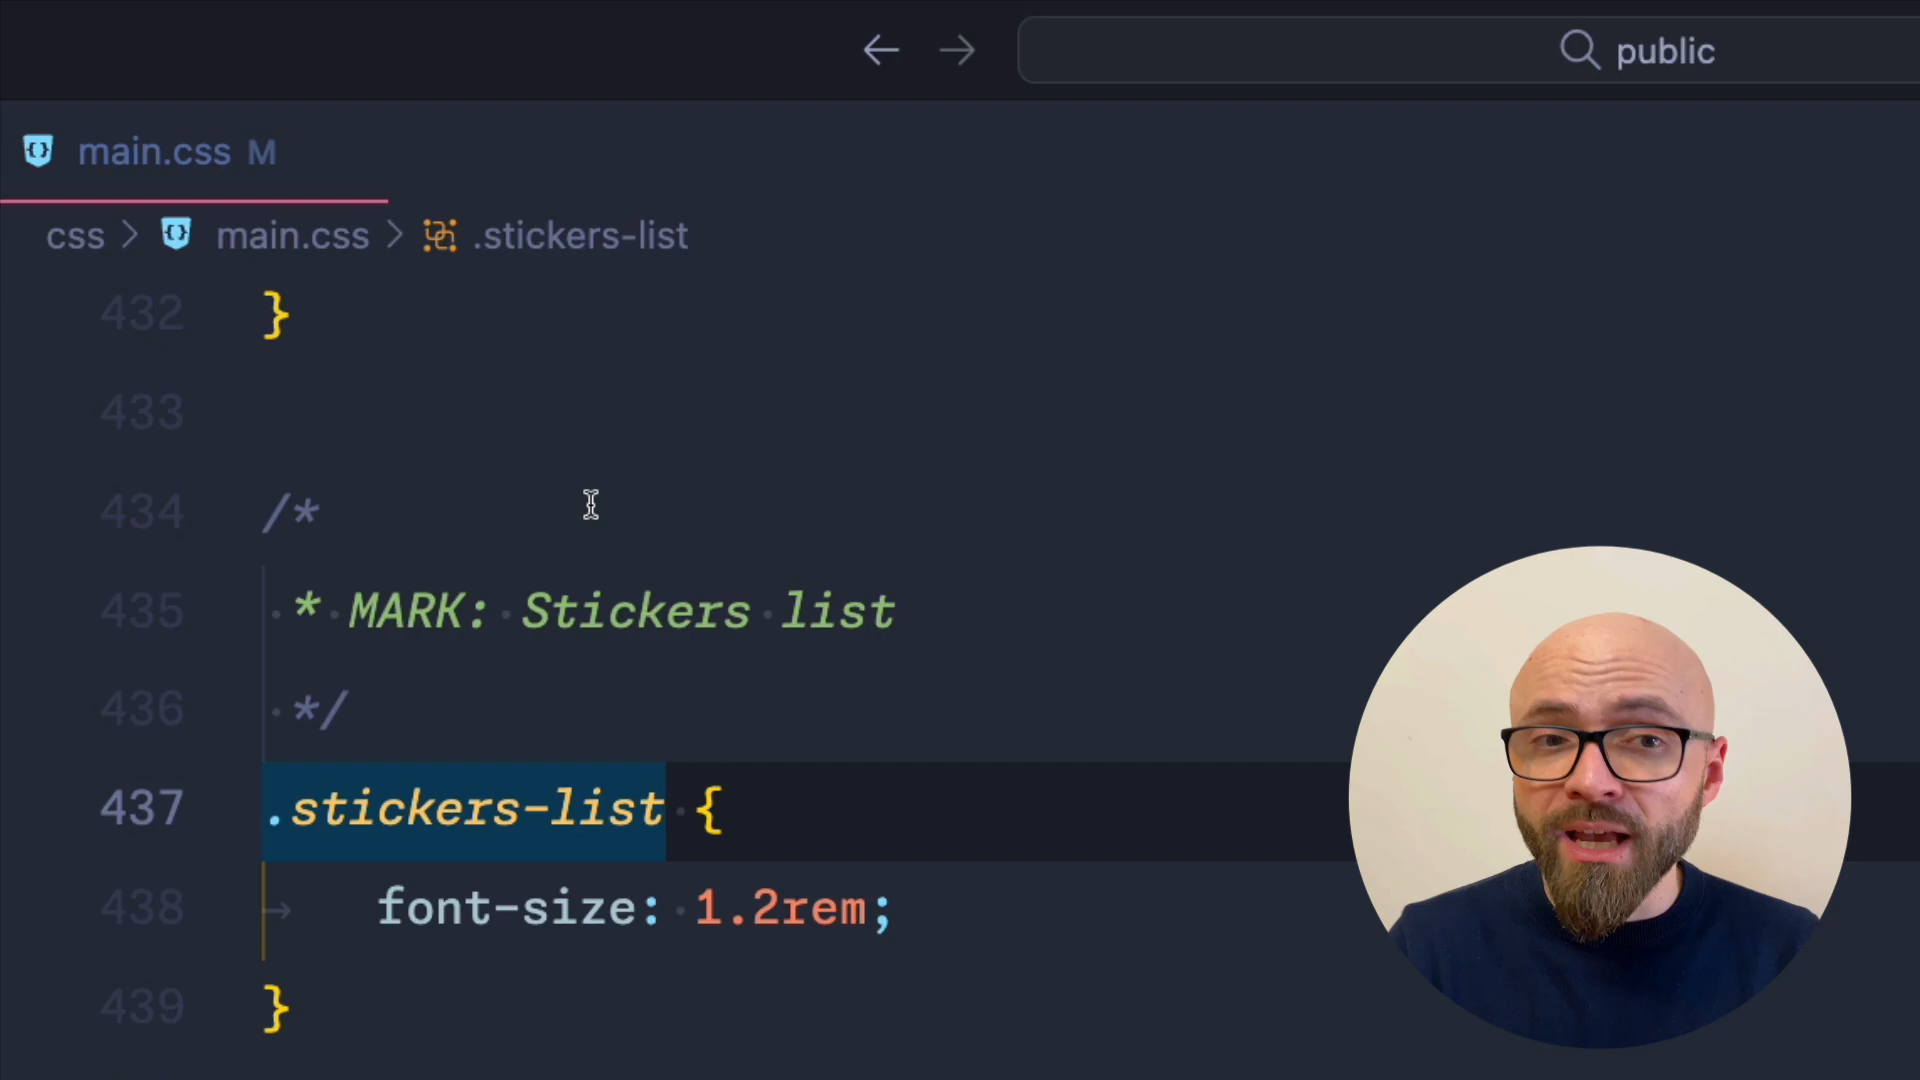 public
main.css M
css > main.css > .stickers-list
432 }
433
434 /*
435 * MARK: Stickers list
436 */
437 .stickers-list {
438 font-size: 1.2rem;
439 }